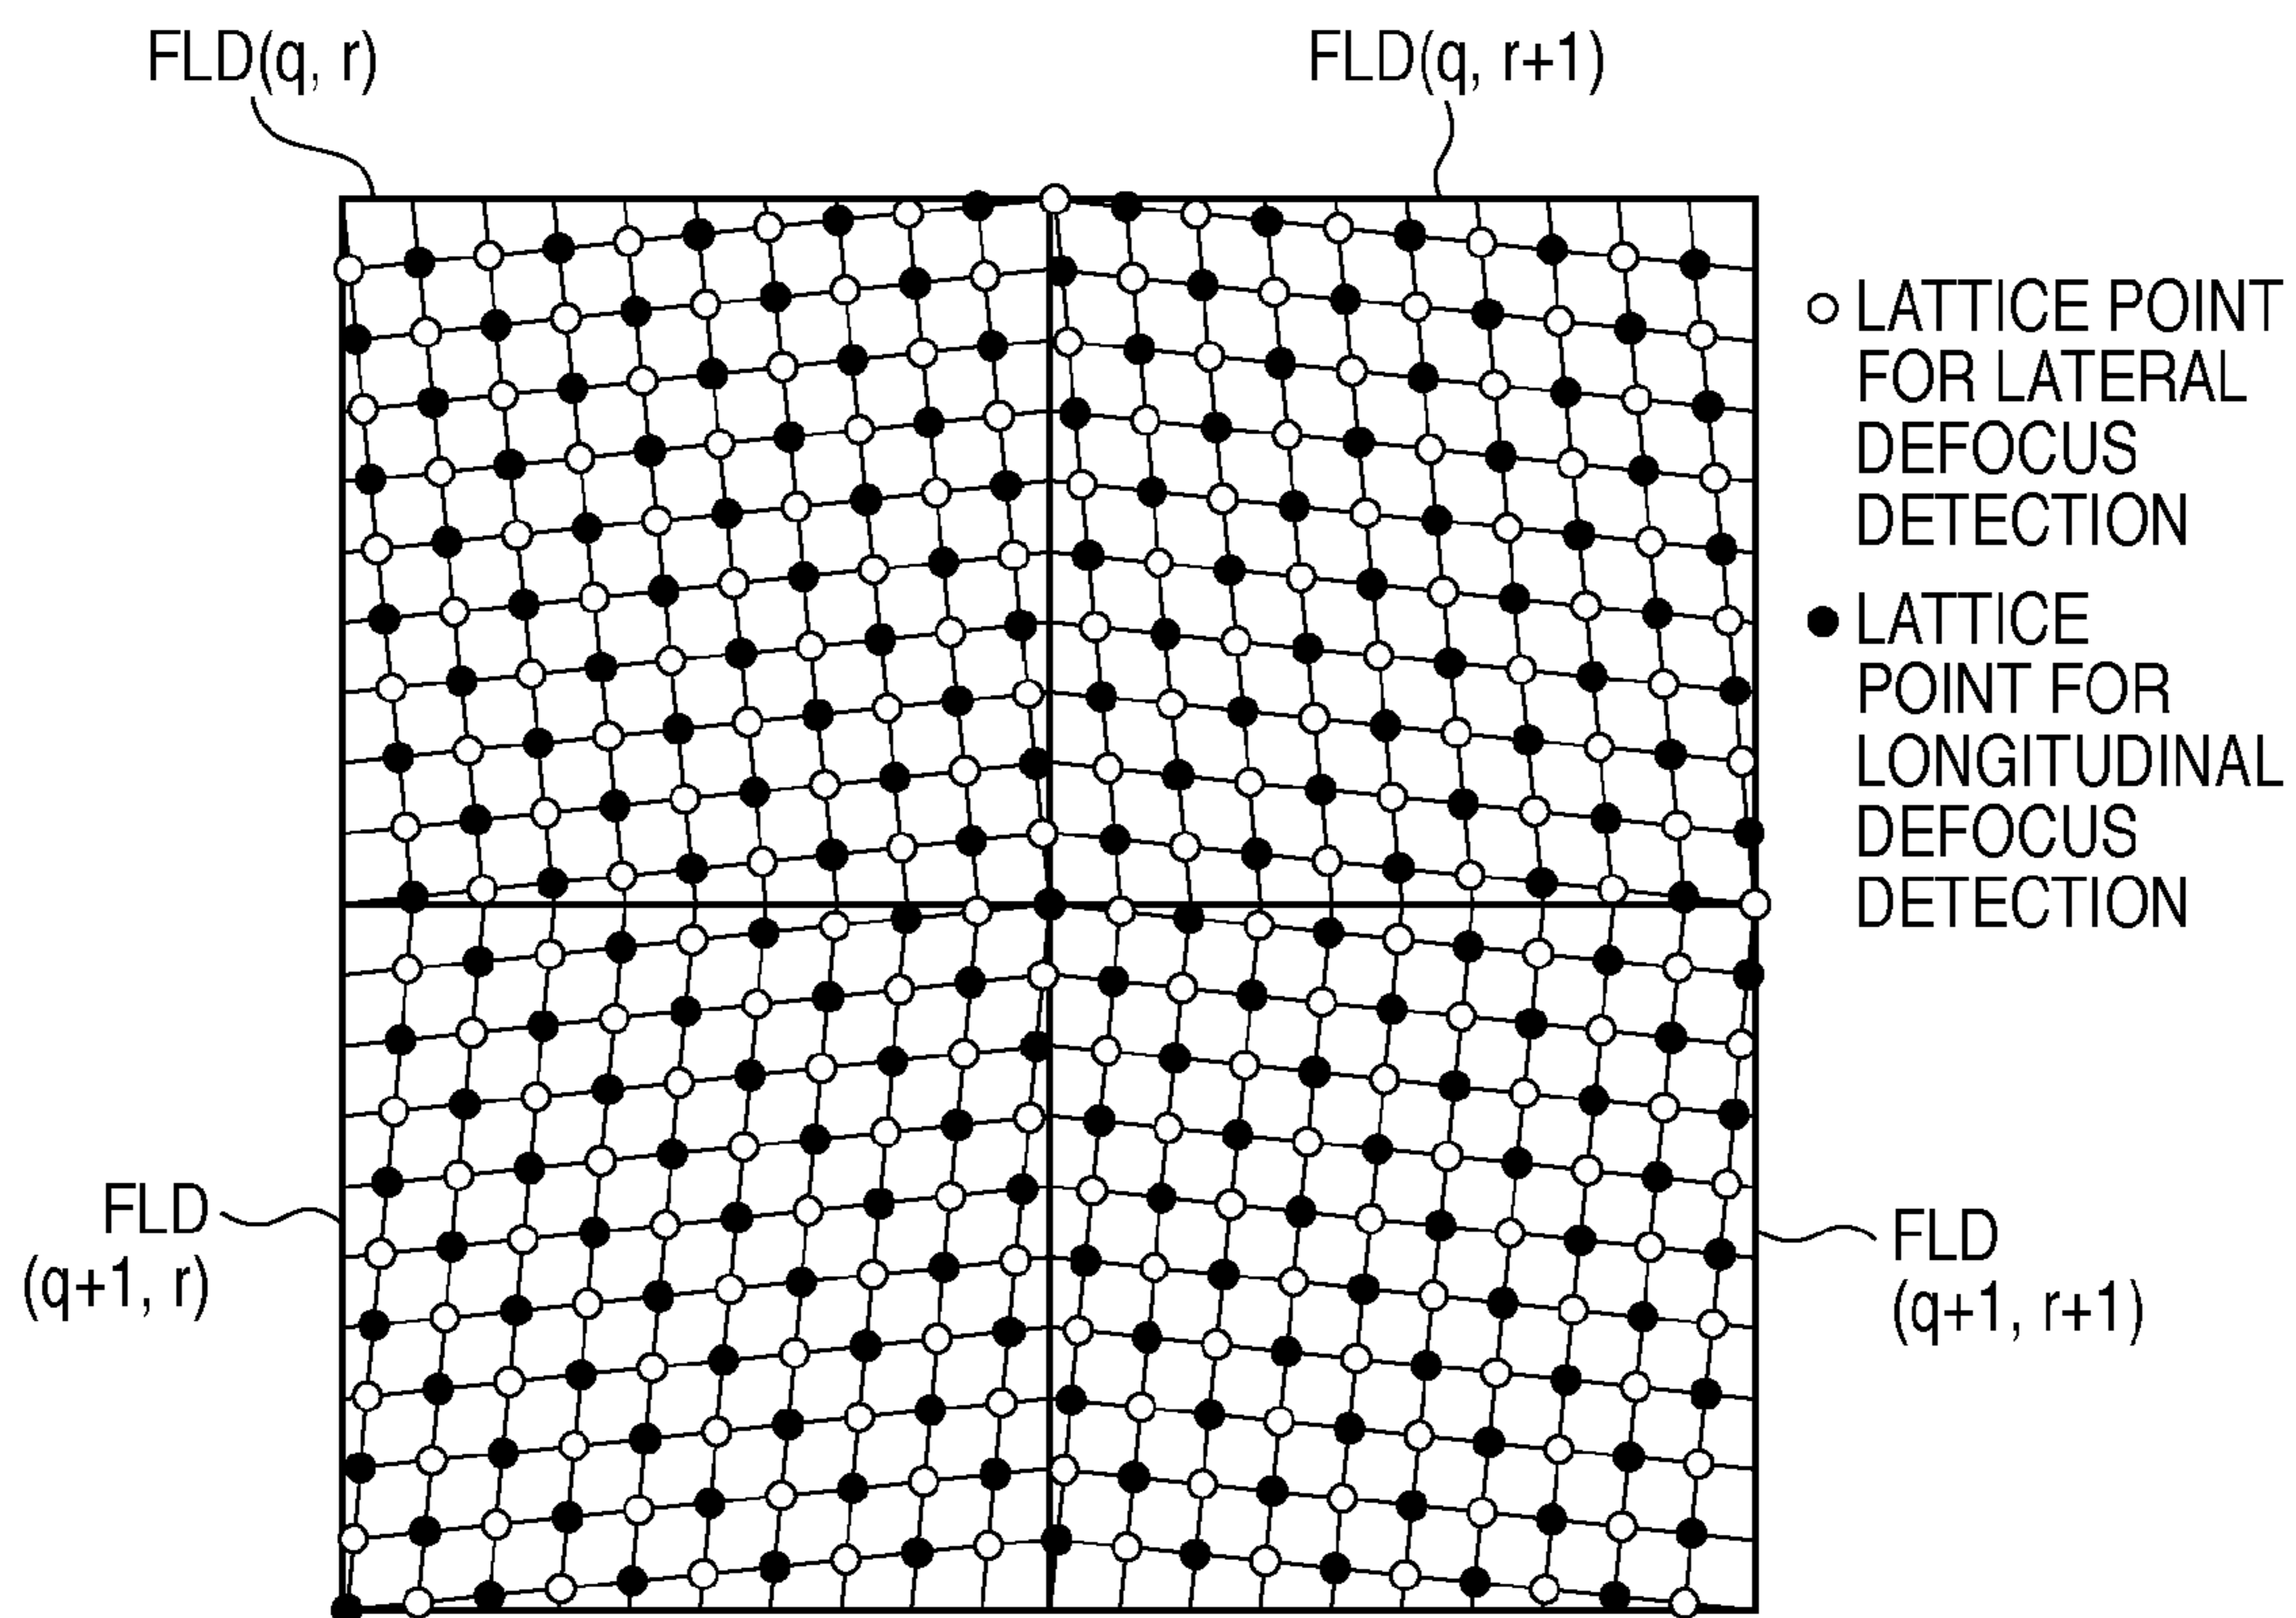 FLD(q, r)
FLD(q, r+1)
LATTICE POINT
FOR LATERAL
DEFOCUS
DETECTION
LATTICE
POINT FOR
LONGITUDINAL
DEFOCUS
DETECTION
FLD
(q+1, r)
FLD
(q+1, r+1)